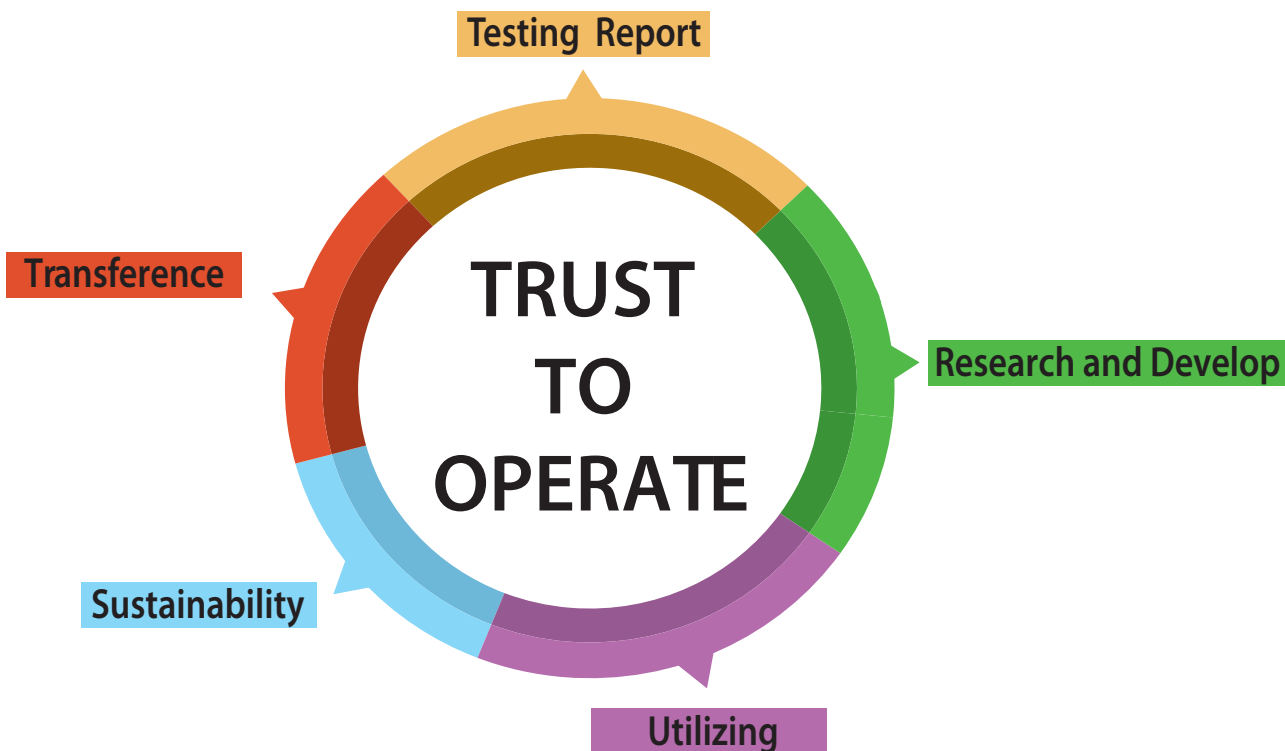 Testing Report
Transference
TRUST
TO
OPERATE
Research and Develop
Sustainability
Utilizing